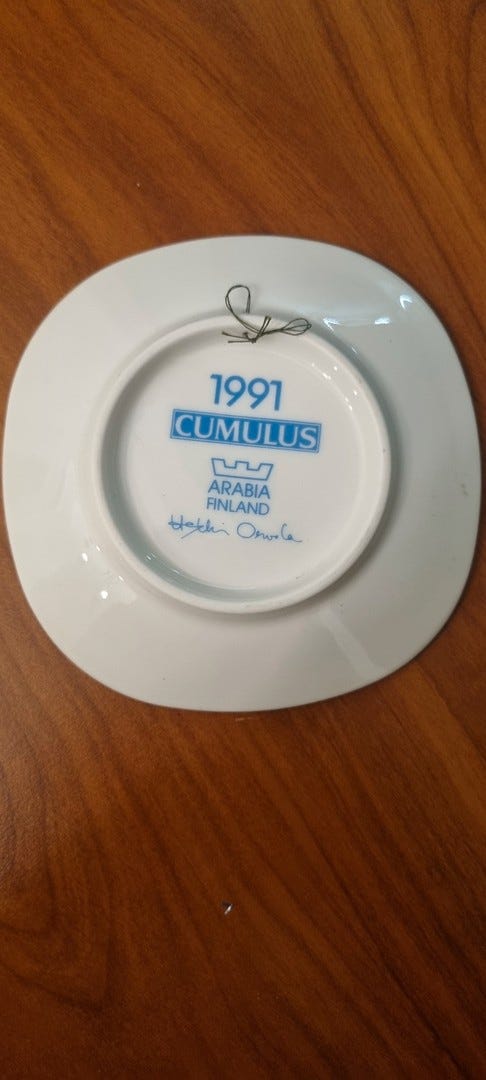 1991
CUMULUS
ARABIA
FINLAND
Heikki Orvola